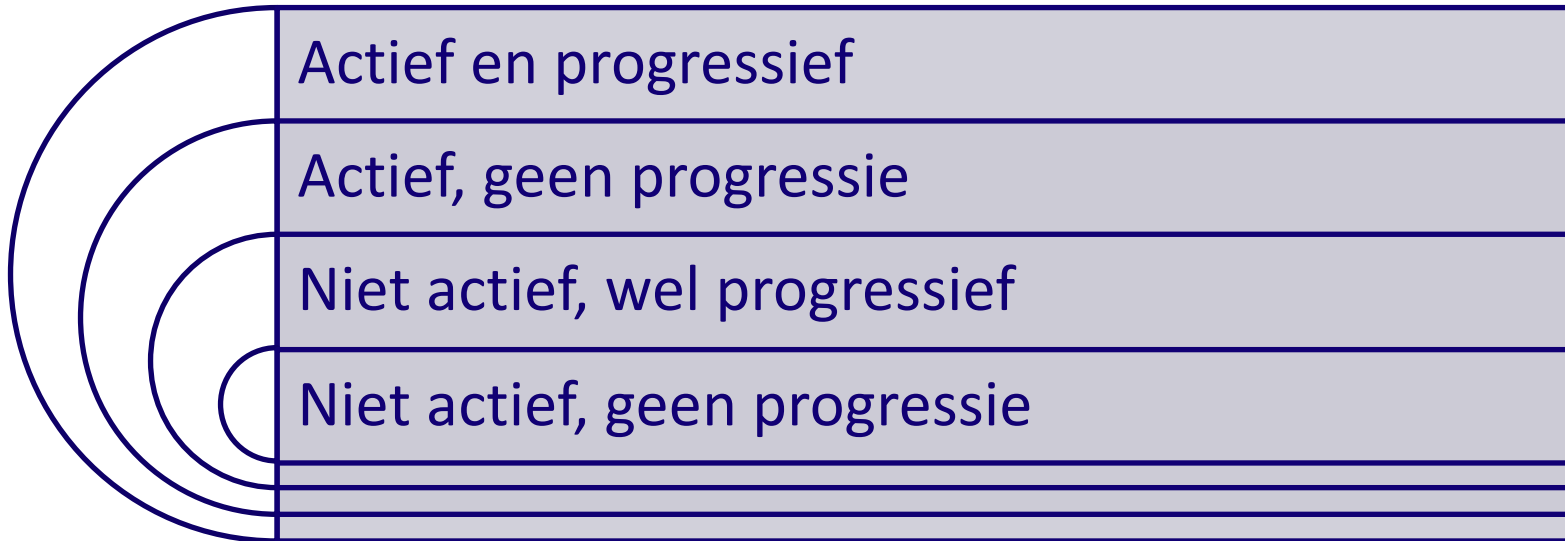 Actief en progressief
Actief, geen progressie
Niet actief, wel progressief
Niet actief, geen progressie